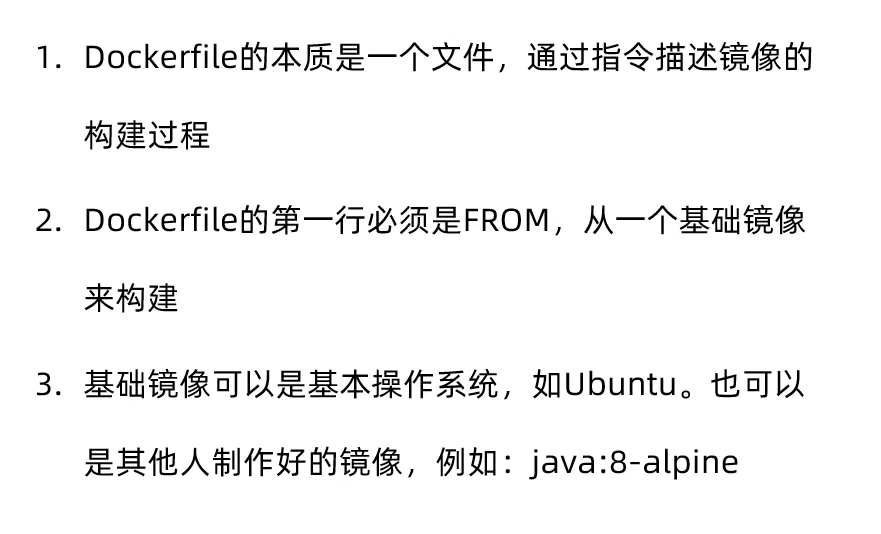 1. Dockerfile的本质是一个文件，通过指令描述镜像的
构建过程
2. Dockerfile的第一行必须是FROM，从一个基础镜像
来构建
3. 基础镜像可以是基本操作系统，如Ubuntu。也可以
是其他人制作好的镜像，例如：java:8-alpine